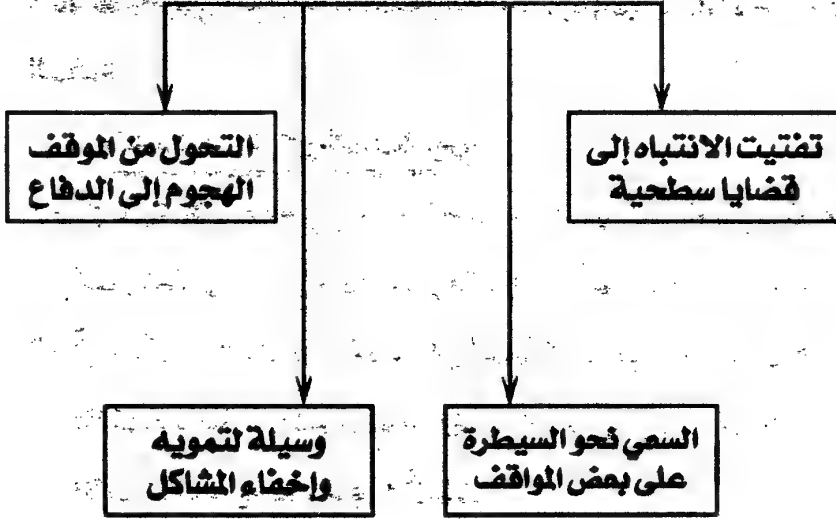 تفتيت الانتباه إلى
قضايا سطحية
السعي نحو السيطرة
على بعض المواقف
وسيلة لتمويه
وإخفاء المشاكل
التحول من الموقف
الهجوم إلى الدفاع